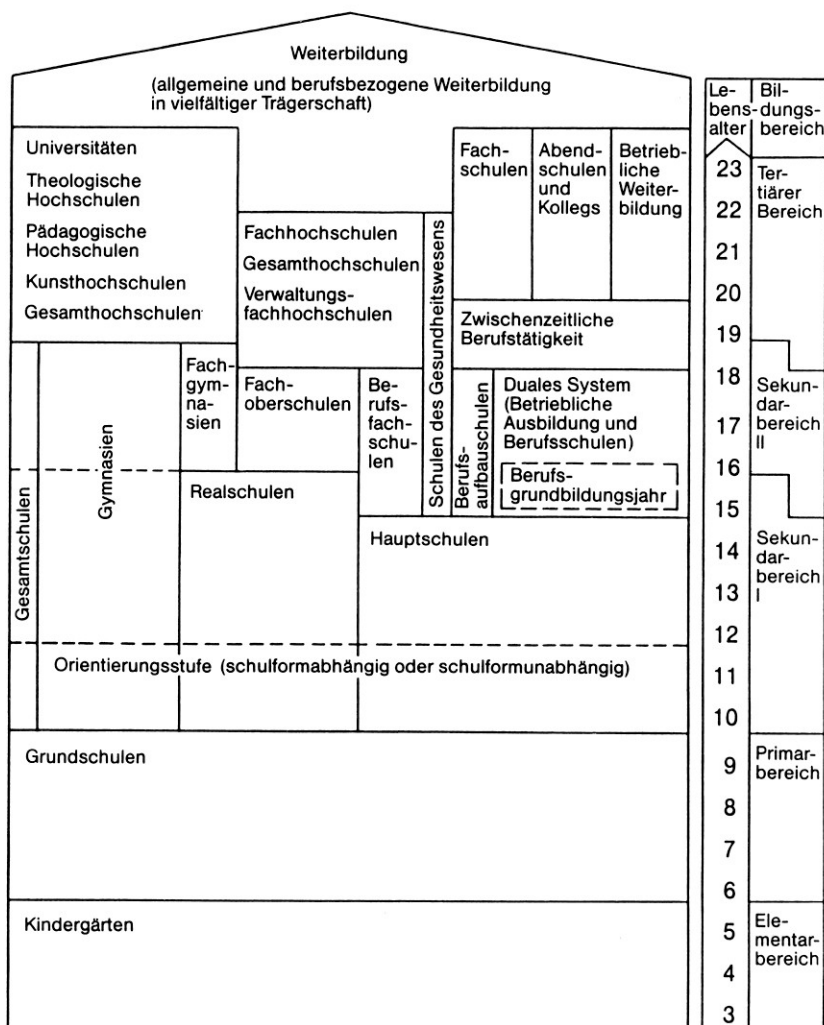 Weiterbildung
(allgemeine und berufsbezogene Weiterbildung
in vielfältiger Trägerschaft)
Universitäten
Theologische
Hochschulen
Pädagogische
Hochschulen
Kunsthochschulen
Gesamthochschulen
Fachhochschulen
Gesamthochschulen
Verwaltungs-
fachhochschulen
Schulen des Gesundheitswesens
Fach-
schulen
Abend-
schulen
und
Kollegs
Betrieb-
liche
Weiter-
bildung
Zwischenzeitliche
Berufstätigkeit
Gesamtschulen
Gymnasien
Fach-
gym-
na-
sien
Fach-
oberschulen
Be-
rufs-
fach-
schu-
len
Berufs-
aufbauschulen
Duales System
(Betriebliche
Ausbildung und
Berufsschulen)
Berufs-
grundbildungsjahr
Realschulen
Hauptschulen
Orientierungsstufe (schulformabhängig oder schulformunabhängig)
Grundschulen
Kindergärten
Le-
bens-
alter
23
22
21
20
19
18
17
16
15
14
13
12
11
10
9
8
7
6
5
4
3
Bil-
dungs-
bereich
Ter-
tiärer
Bereich
Sekun-
dar-
bereich
II
Sekun-
dar-
bereich
I
Primar-
bereich
Ele-
mentar-
bereich